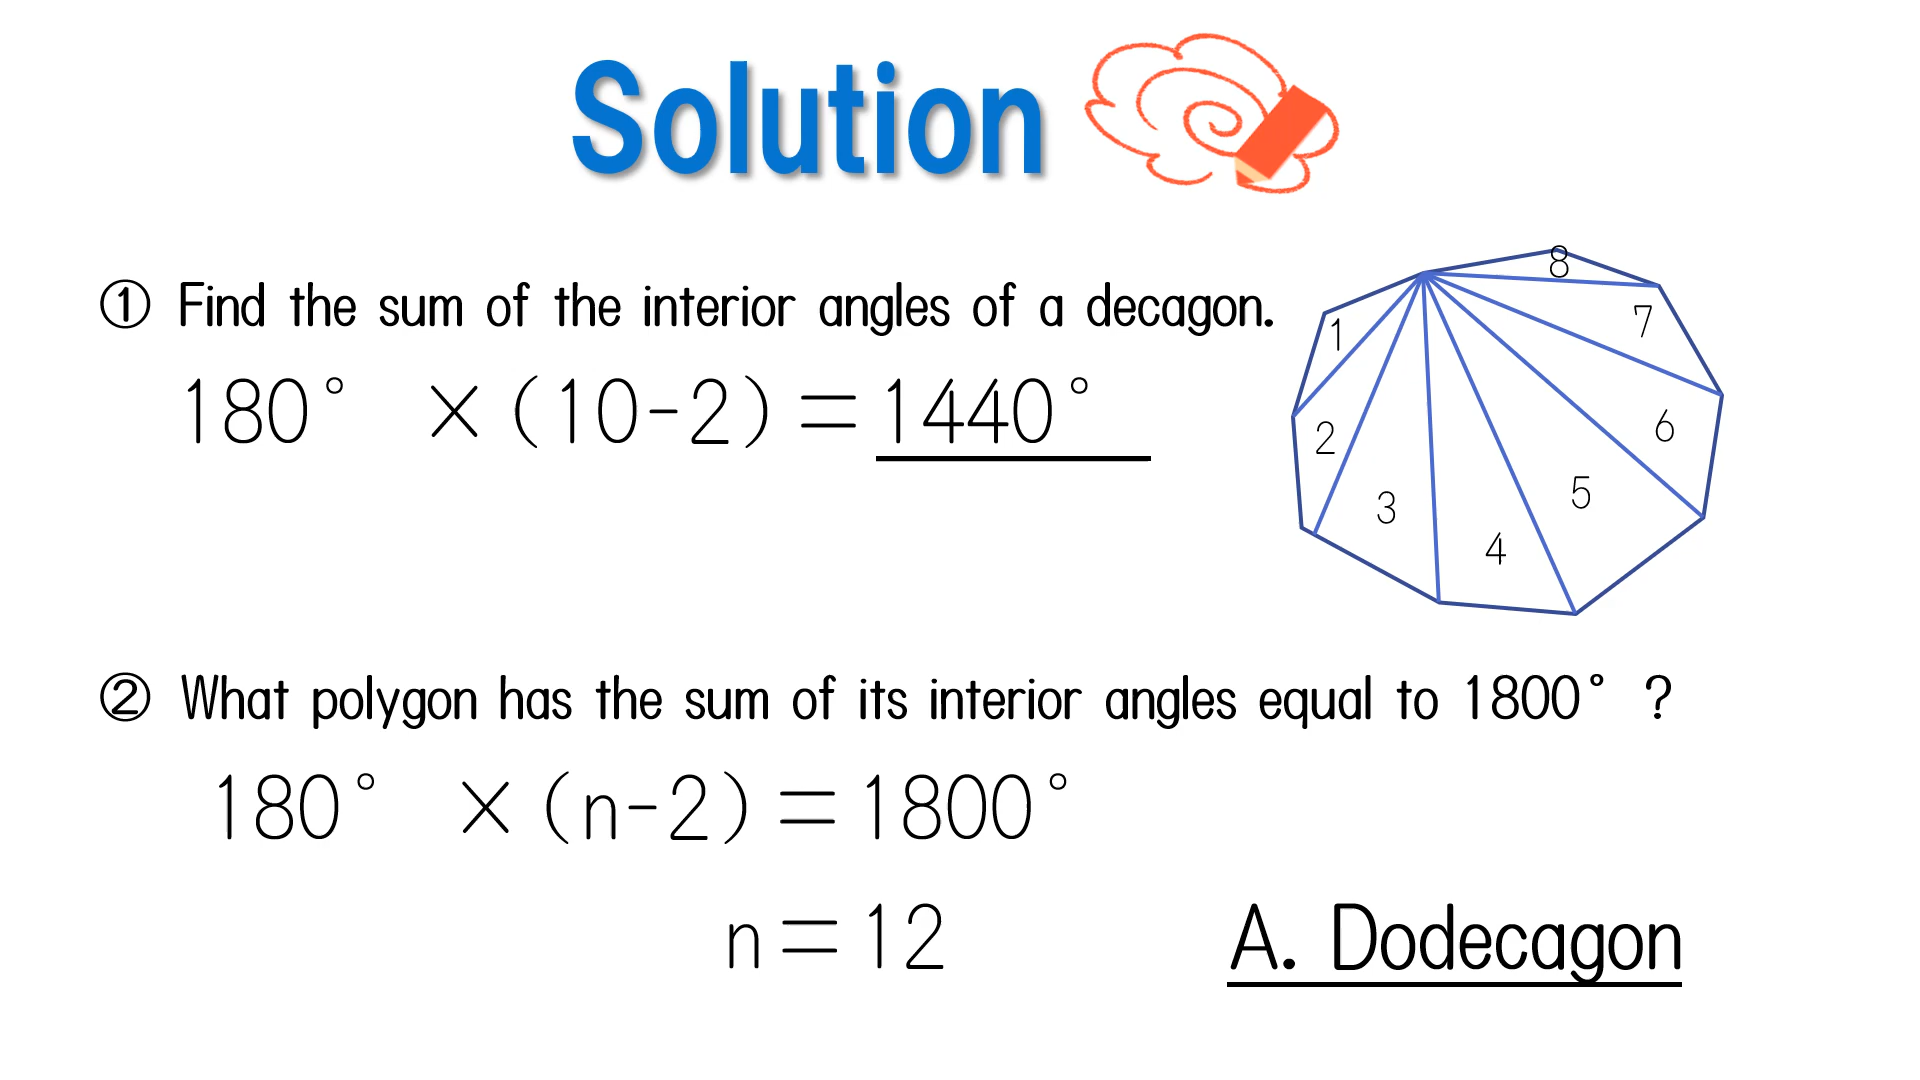 Solution
① Find the sum of the interior angles of a decagon.
180° ×(10-2)=1440°
8
1
7
2
6
3
5
4
② What polygon has the sum of its interior angles equal to 1800° ?
180° ×(n-2)=1800°
n=12
A. Dodecagon